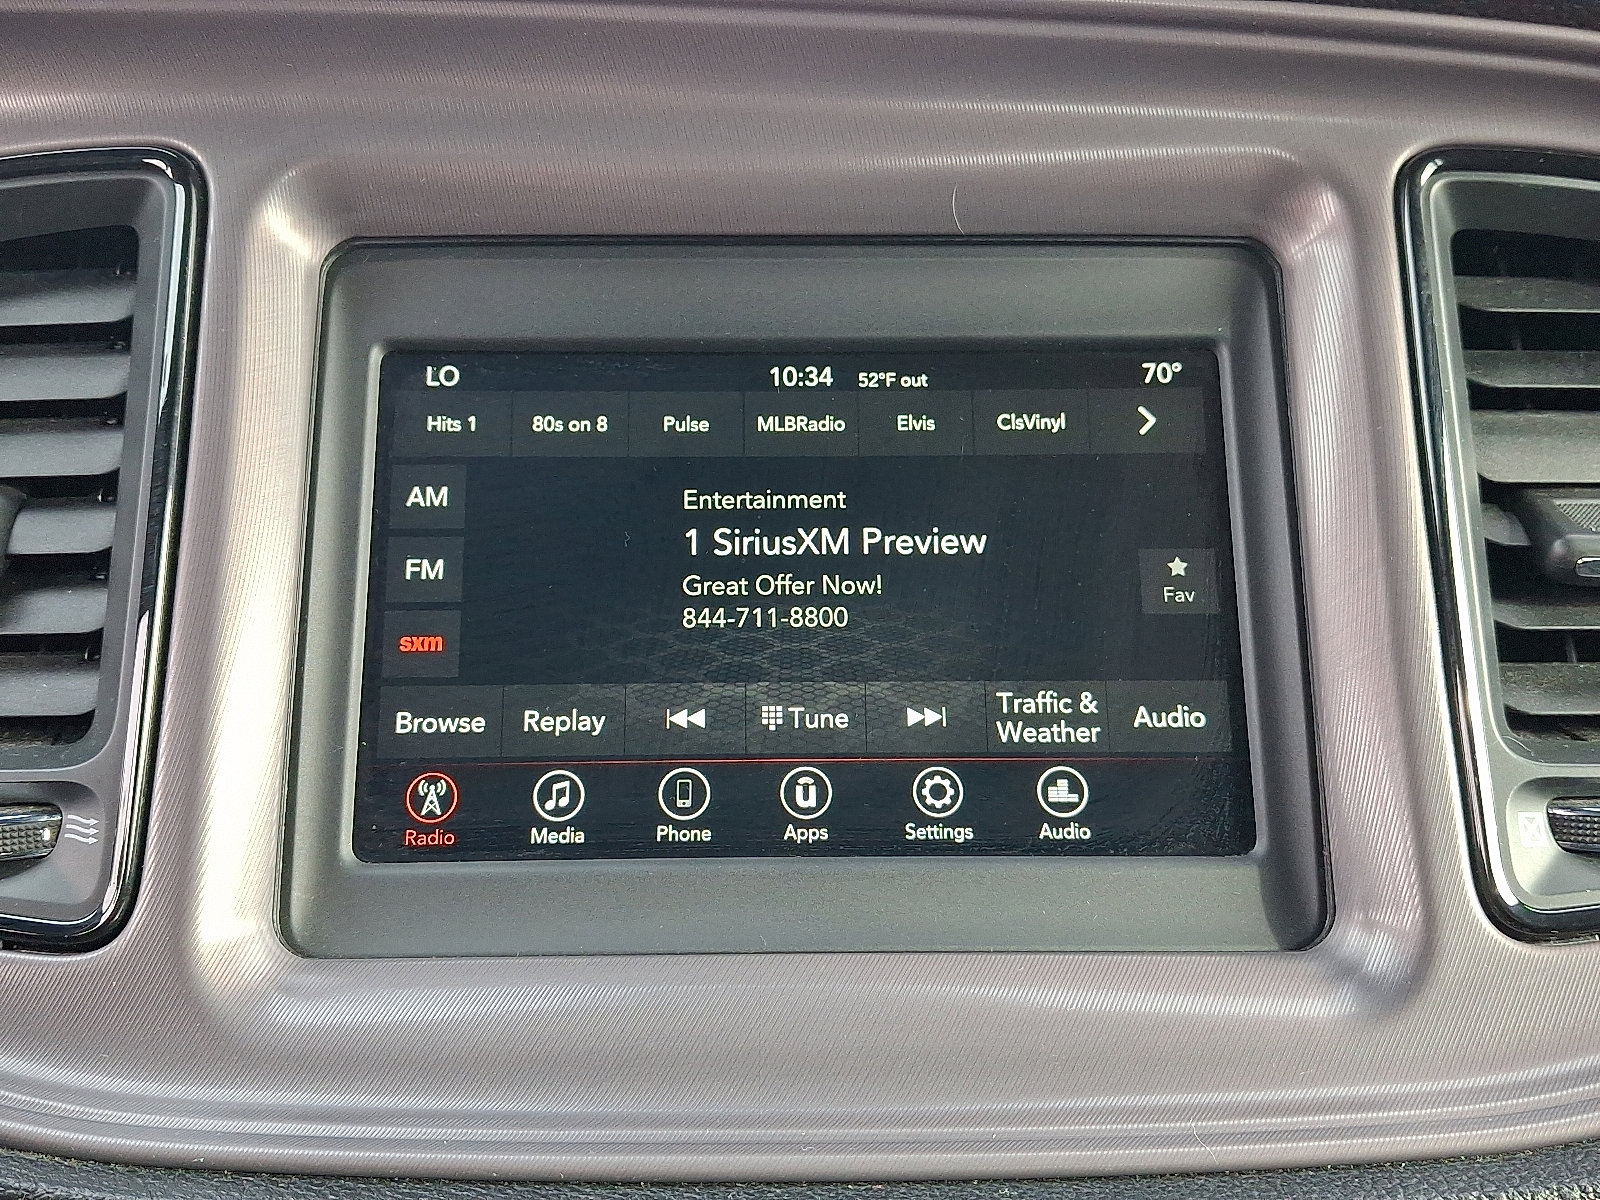 LO 10:34 52°F out 70°
Hits 1 80s on 8 Pulse MLBRadio Elvis ClsVinyl
AM
FM
sxm
Entertainment
1 SiriusXM Preview
Great Offer Now!
844-711-8800
Fav
Browse Replay Tune Traffic &
Weather Audio
Radio Media Phone Apps Settings Audio